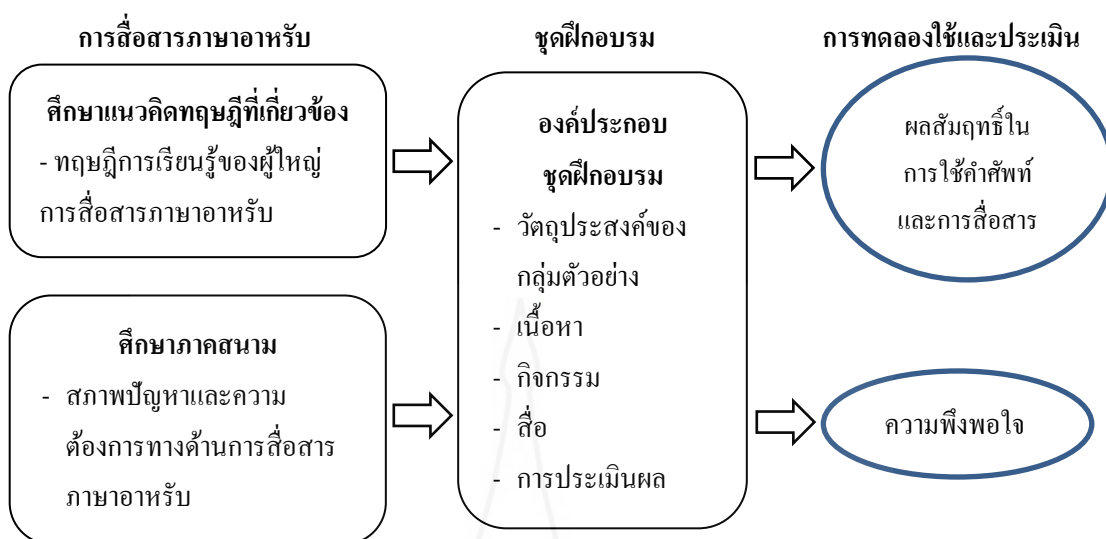 การสื่อสารภาษาอาหรับ
ศึกษาแนวคิดทฤษฎีที่เกี่ยวข้อง
- ทฤษฎีการเรียนรู้ของผู้ใหญ่
การสื่อสารภาษาอาหรับ
ศึกษาภาคสนาม
- สภาพปัญหาและความ
ต้องการทางด้านการสื่อสาร
ภาษาอาหรับ
ชุดฝึกอบรม
องค์ประกอบ
ชุดฝึกอบรม
- วัตถุประสงค์ของ
กลุ่มตัวอย่าง
- เนื้อหา
- กิจกรรม
- สื่อ
- การประเมินผล
การทดลองใช้และประเมิน
ผลสัมฤทธิ์ใน
การใช้คำศัพท์
และการสื่อสาร
ความพึงพอใจ